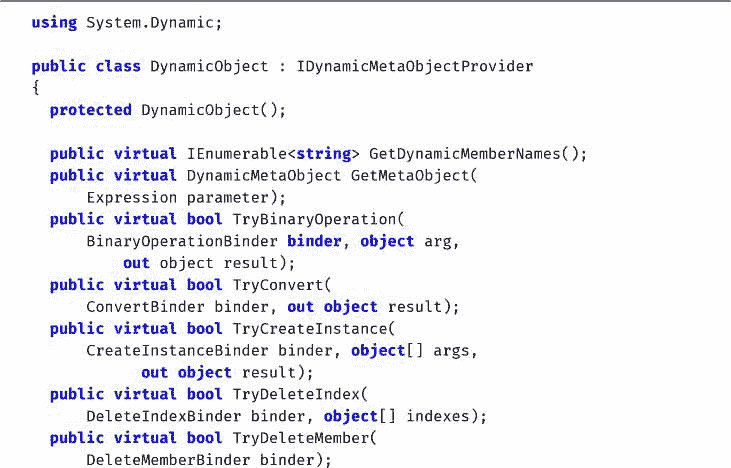 using System.Dynamic;
public class DynamicObject : IDynamicMetaObjectProvider
{
protected DynamicObject();
public virtual IEnumerable<string> GetDynamicMemberNames();
public virtual DynamicMetaObject GetMetaObject(
Expression parameter);
public virtual bool TryBinaryOperation(
BinaryOperationBinder binder, object arg,
out object result);
public virtual bool TryConvert(
ConvertBinder binder, out object result);
public virtual bool TryCreateInstance(
CreateInstanceBinder binder, object[] args,
out object result);
public virtual bool TryDeleteIndex(
DeleteIndexBinder binder, object[] indexes);
public virtual bool TryDeleteMember(
DeleteMemberBinder binder);